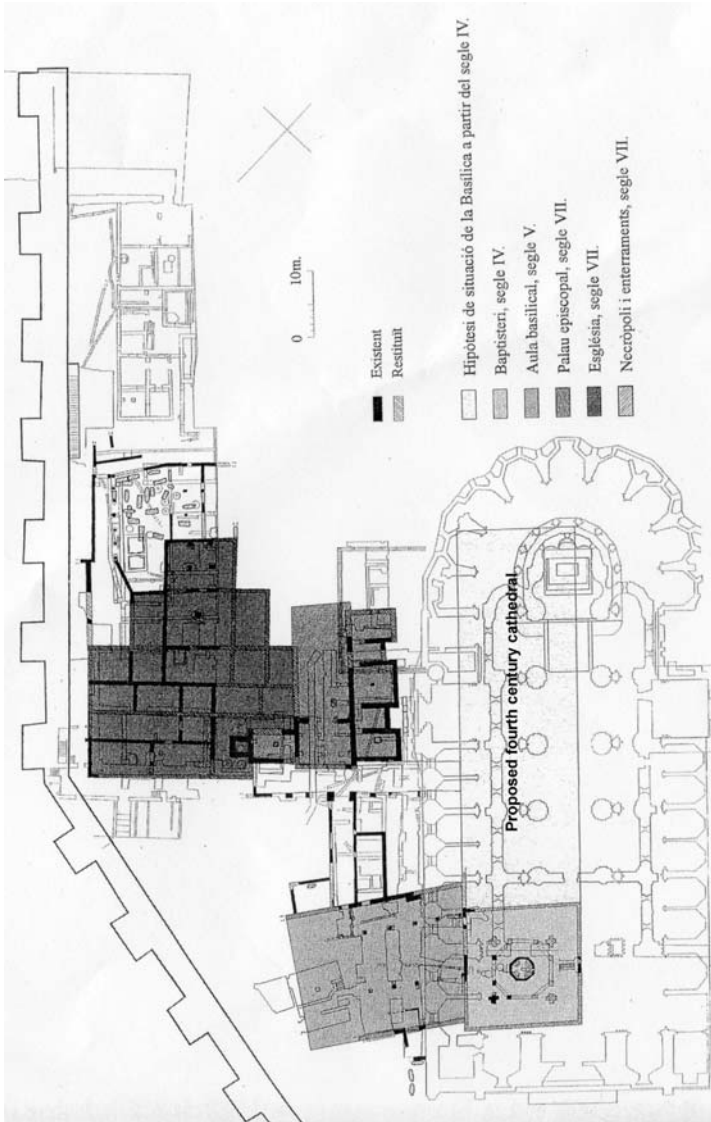 0 10m.
Existent
Restituït
Hipòtesi de situació de la Basílica a partir del segle IV.
Baptisteri, segle IV.
Aula basilical, segle V.
Palau episcopal, segle VII.
Església, segle VII.
Necròpoli i enterraments, segle VII.
Proposed fourth century cathedral